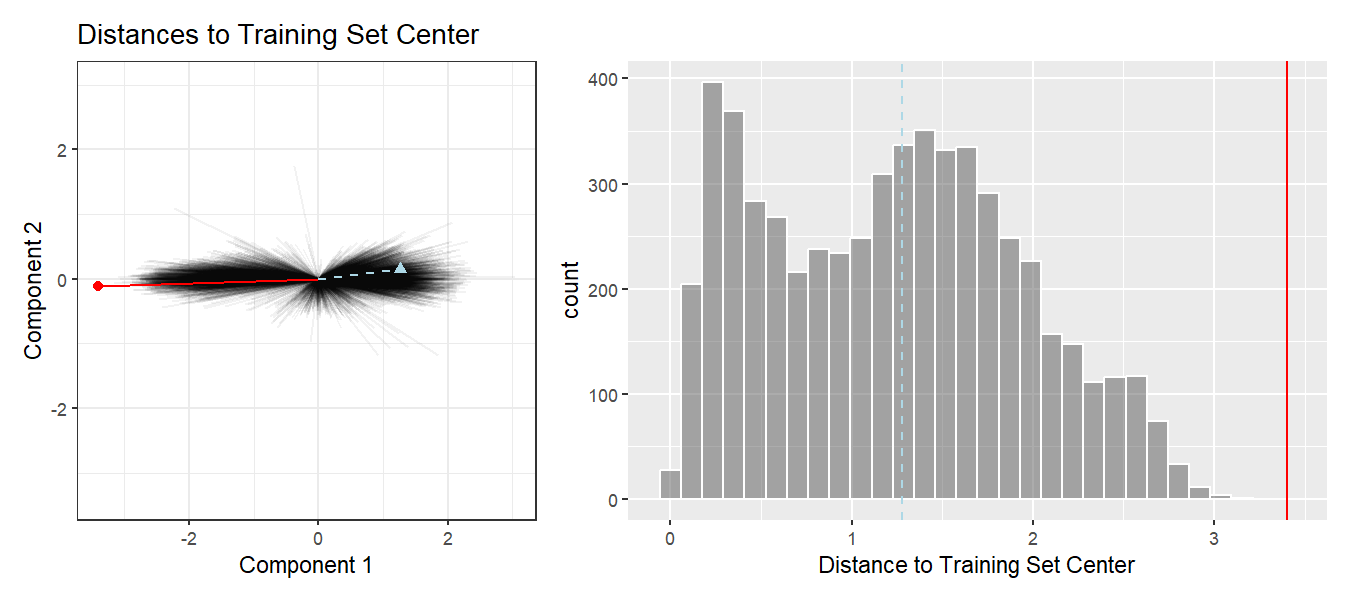 Distances to Training Set Center
Component 2
2
0
-2
-2 0 2
Component 1
count
400
300
200
100
0
0 1 2 3
Distance to Training Set Center